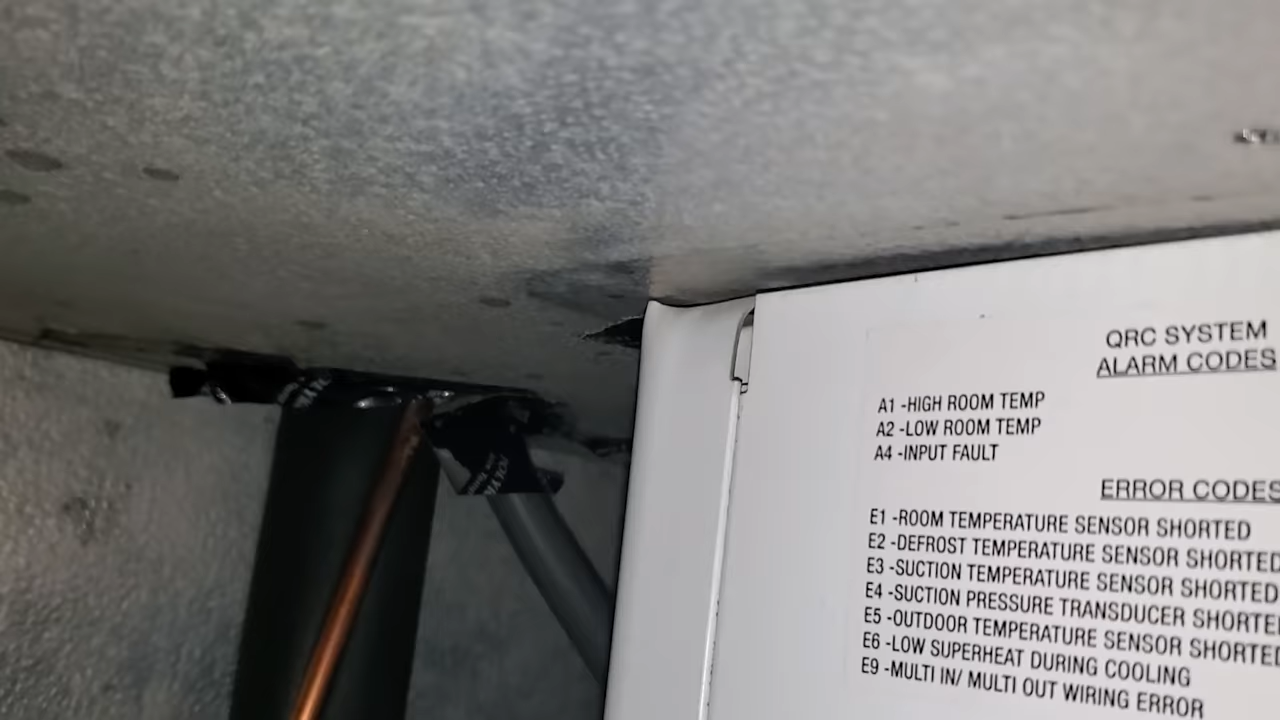 QRC SYSTEM
ALARM CODES
A1 -HIGH ROOM TEMP
A2 -LOW ROOM TEMP
A4 -INPUT FAULT
ERROR CODES
E1 -ROOM TEMPERATURE SENSOR SHORTED
E2 -DEFROST TEMPERATURE SENSOR SHORTED
E3 -SUCTION TEMPERATURE SENSOR SHORTED
E4 -SUCTION PRESSURE TRANSDUCER SHORTE
E5 -OUTDOOR TEMPERATURE SENSOR SHORTED
E6 -LOW SUPERHEAT DURING COOLING
E9 -MULTI IN/ MULTI OUT WIRING ERROR